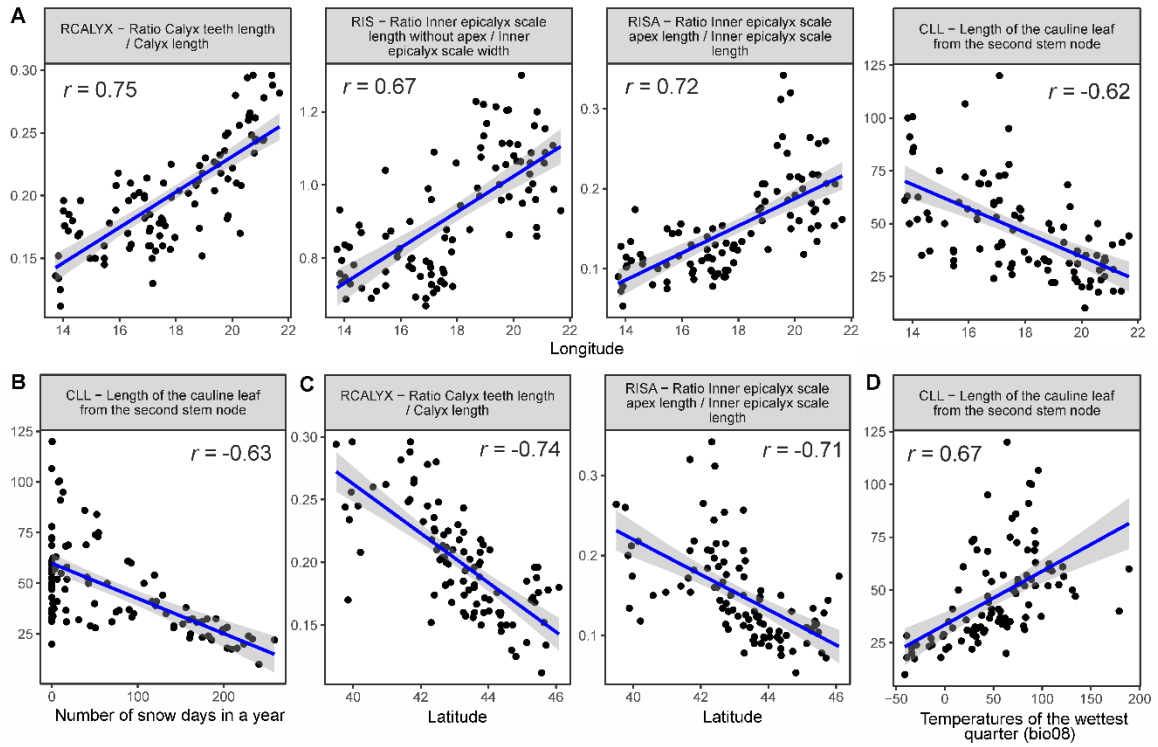 A
RCALYX − Ratio Calyx teeth length
/ Calyx length
r = 0.75
0.30
0.25
0.20
0.15
14 16 18 20 22
RIS − Ratio Inner epicalyx scale
length without apex / Inner
epicalyx scale width
r = 0.67
1.2
1.0
0.8
14 16 18 20 22
RISA − Ratio Inner epicalyx scale
apex length / Inner epicalyx scale
length
r = 0.72
0.3
0.2
0.1
14 16 18 20 22
CLL − Length of the cauline leaf
from the second stem node
r = -0.62
125
100
75
50
25
14 16 18 20 22
Longitude
B
CLL − Length of the cauline leaf
from the second stem node
r = -0.63
125
100
75
50
25
0 100 200
Number of snow days in a year
C
RCALYX − Ratio Calyx teeth length
/ Calyx length
r = -0.74
0.30
0.25
0.20
0.15
40 42 44 46
Latitude
RISA − Ratio Inner epicalyx scale
apex length / Inner epicalyx scale
length
r = -0.71
0.3
0.2
0.1
40 42 44 46
Latitude
D
CLL − Length of the cauline leaf
from the second stem node
r = 0.67
125
100
75
50
25
−50 0 50 100 150 200
Temperatures of the wettest
quarter (bio08)